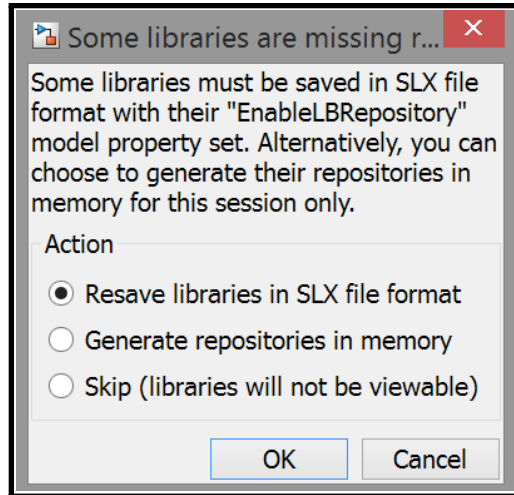 Some libraries are missing r...
Some libraries must be saved in SLX file
format with their "EnableLBRepository"
model property set. Alternatively, you can
choose to generate their repositories in
memory for this session only.
Action
Resave libraries in SLX file format
Generate repositories in memory
Skip (libraries will not be viewable)
OK Cancel